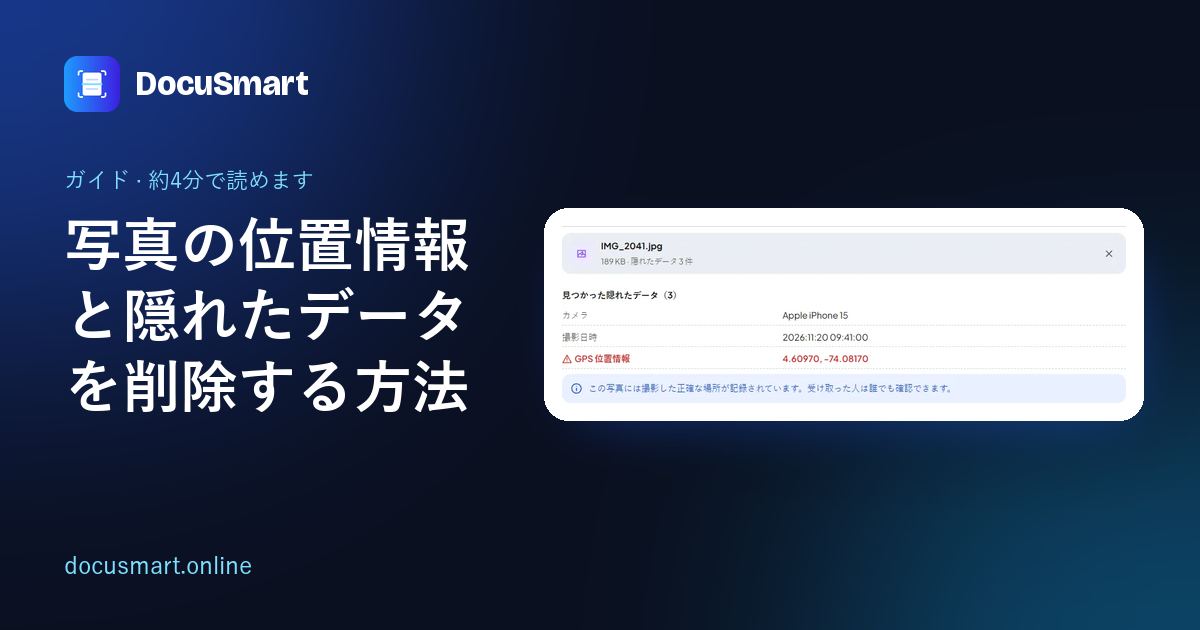 DocuSmart
ガイド · 約4分で読めます
写真の位置情報
と隠れたデータ
を削除する方法
IMG_2041.jpg
189 KB · 隠れたデータ 3 件
見つかった隠れたデータ（3）
カメラ Apple iPhone 15
撮影日時 2026:11:20 09:41:00
GPS 位置情報 4.60970, -74.08170
この写真には撮影した正確な場所が記録されています。受け取った人は誰でも確認できます。
docusmart.online